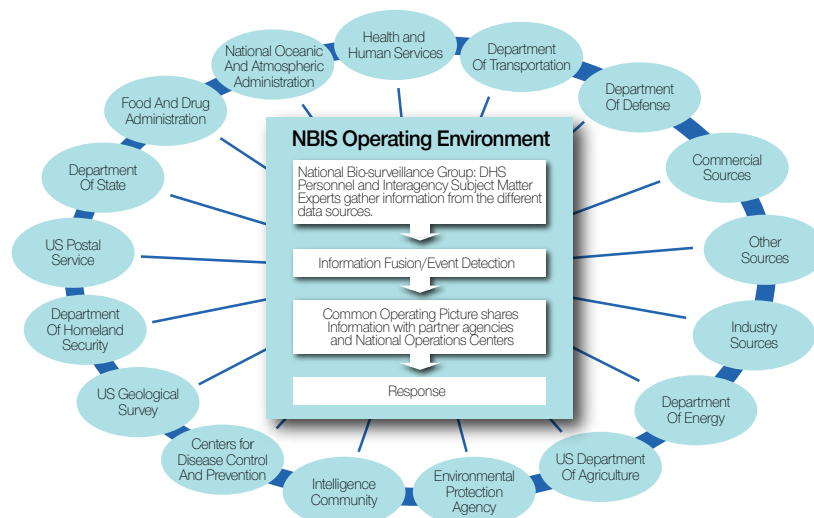 NBIS Operating Environment
National Bio-surveillance Group: DHS
Personnel and Interagency Subject Matter
Experts gather information from the different
data sources.
Information Fusion/Event Detection
Common Operating Picture shares
Information with partner agencies
and National Operations Centers
Response
Health and
Human Services
Department
Of Transportation
Department
Of Defense
Commercial
Sources
Other
Sources
Industry
Sources
Department
Of Energy
US Department
Of Agriculture
Environmental
Protection
Agency
Intelligence
Community
Centers for
Disease Control
And Prevention
US Geological
Survey
Department
Of Homeland
Security
US Postal
Service
Department
Of State
Food And Drug
Administration
National Oceanic
And Atmospheric
Administration